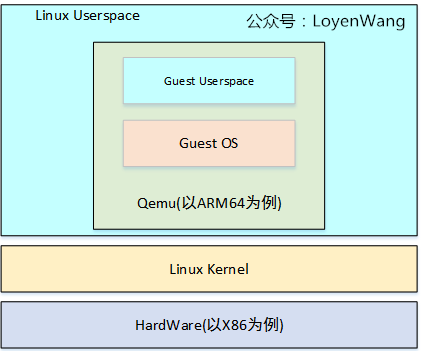 Linux Userspace
公众号：LoyenWang
Guest Userspace
Guest OS
Qemu(以ARM64为例)
Linux Kernel
HardWare(以X86为例)